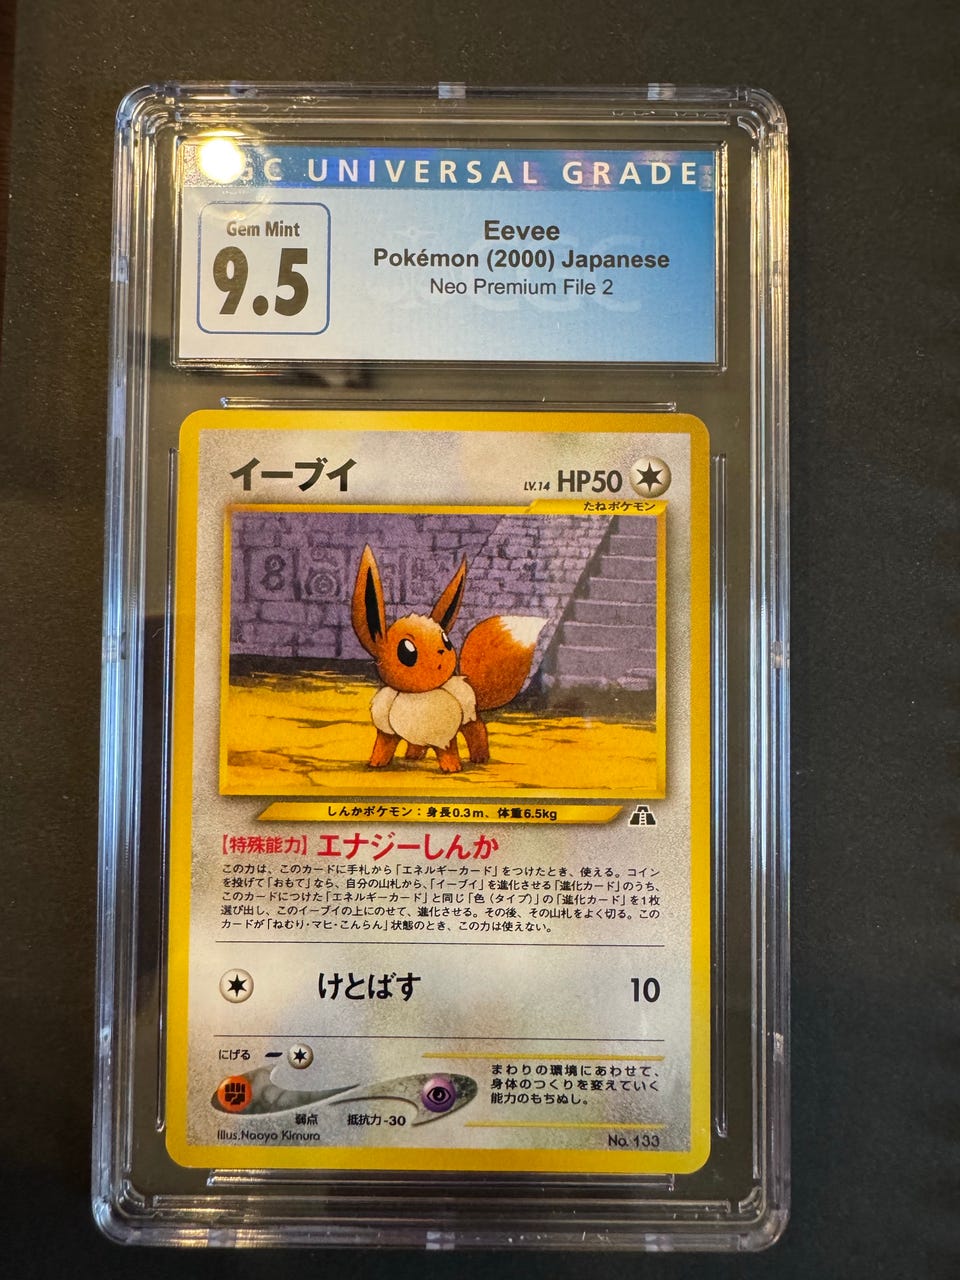 GC UNIVERSAL GRADE
Gem Mint
9.5
Eevee
Pokémon (2000) Japanese
Neo Premium File 2
イーブイ
LV.14 HP50
たねポケモン
8
しんかポケモン：身長0.3m、体重6.5kg
【特殊能力】エナジーしんか
この力は、このカードに手札から「エネルギーカード」をつけたとき、使える。コイン
を投げて「おもて」なら、自分の山札から、「イーブイ」を進化させる「進化カード」のうち、
このカードにつけた「エネルギーカード」と同じ「色（タイプ）」の「進化カード」を1枚
選び出し、このイーブイの上にのせて、進化させる。その後、その山札をよく切る。この
カードが「ねむり・マヒ・こんらん」状態のとき、この力は使えない。
けとばす 10
にげる
弱点 抵抗力-30
まわりの環境にあわせて、
身体のつくりを変えていく
能力のもちぬし。
Illus.Naoyo Kimura
No. 133